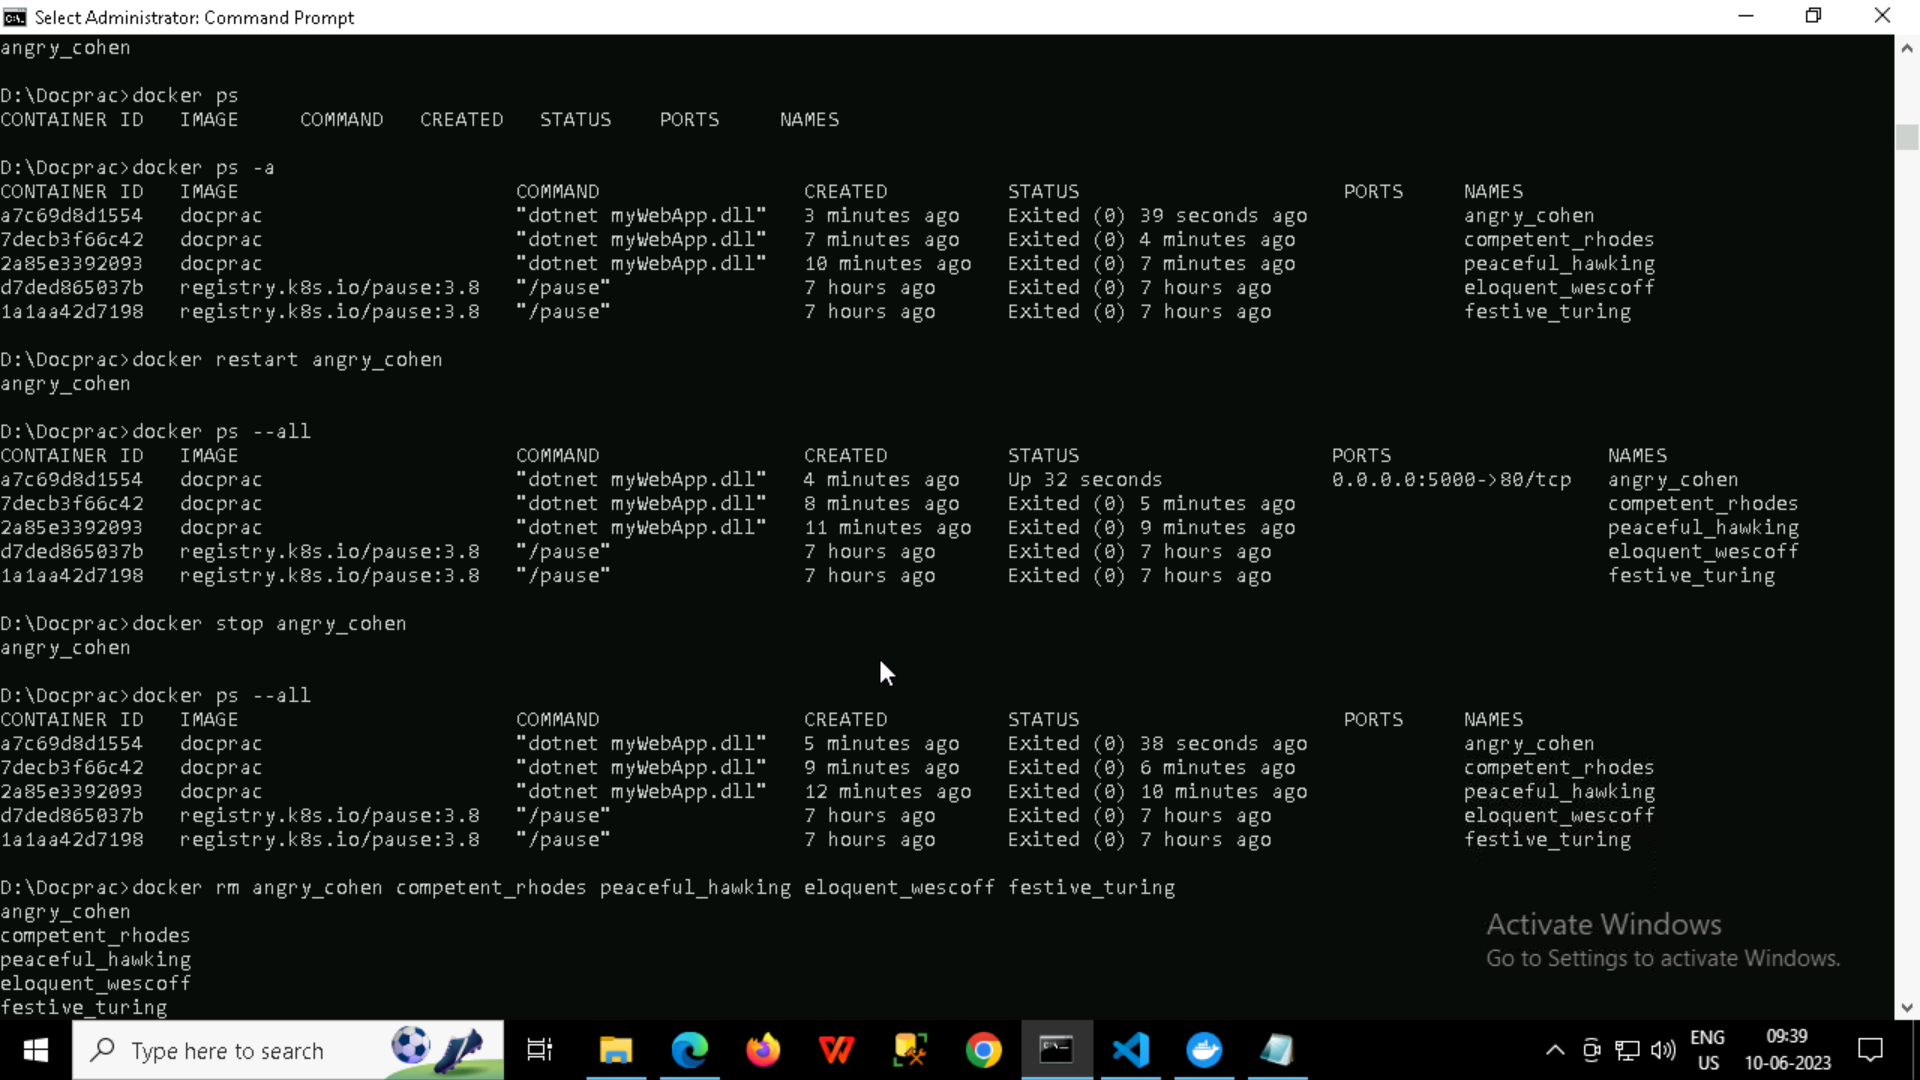 Select Administrator: Command Prompt
angry_cohen
D:\Docprac>docker ps
CONTAINER ID IMAGE COMMAND CREATED STATUS PORTS NAMES
D:\Docprac>docker ps -a
CONTAINER ID IMAGE COMMAND CREATED STATUS PORTS NAMES
a7c69d8d1554 docprac "dotnet myWebApp.dll" 3 minutes ago Exited (0) 39 seconds ago angry_cohen
7decb3f66c42 docprac "dotnet myWebApp.dll" 7 minutes ago Exited (0) 4 minutes ago competent_rhodes
2a85e3392093 docprac "dotnet myWebApp.dll" 10 minutes ago Exited (0) 7 minutes ago peaceful_hawking
d7ded865037b registry.k8s.io/pause:3.8 "/pause" 7 hours ago Exited (0) 7 hours ago eloquent_wescoff
1a1aa42d7198 registry.k8s.io/pause:3.8 "/pause" 7 hours ago Exited (0) 7 hours ago festive_turing
D:\Docprac>docker restart angry_cohen
angry_cohen
D:\Docprac>docker ps --all
CONTAINER ID IMAGE COMMAND CREATED STATUS PORTS NAMES
a7c69d8d1554 docprac "dotnet myWebApp.dll" 4 minutes ago Up 32 seconds 0.0.0.0:5000->80/tcp angry_cohen
7decb3f66c42 docprac "dotnet myWebApp.dll" 8 minutes ago Exited (0) 5 minutes ago competent_rhodes
2a85e3392093 docprac "dotnet myWebApp.dll" 11 minutes ago Exited (0) 9 minutes ago peaceful_hawking
d7ded865037b registry.k8s.io/pause:3.8 "/pause" 7 hours ago Exited (0) 7 hours ago eloquent_wescoff
1a1aa42d7198 registry.k8s.io/pause:3.8 "/pause" 7 hours ago Exited (0) 7 hours ago festive_turing
D:\Docprac>docker stop angry_cohen
angry_cohen
D:\Docprac>docker ps --all
CONTAINER ID IMAGE COMMAND CREATED STATUS PORTS NAMES
a7c69d8d1554 docprac "dotnet myWebApp.dll" 5 minutes ago Exited (0) 38 seconds ago angry_cohen
7decb3f66c42 docprac "dotnet myWebApp.dll" 9 minutes ago Exited (0) 6 minutes ago competent_rhodes
2a85e3392093 docprac "dotnet myWebApp.dll" 12 minutes ago Exited (0) 10 minutes ago peaceful_hawking
d7ded865037b registry.k8s.io/pause:3.8 "/pause" 7 hours ago Exited (0) 7 hours ago eloquent_wescoff
1a1aa42d7198 registry.k8s.io/pause:3.8 "/pause" 7 hours ago Exited (0) 7 hours ago festive_turing
D:\Docprac>docker rm angry_cohen competent_rhodes peaceful_hawking eloquent_wescoff festive_turing
angry_cohen
competent_rhodes
peaceful_hawking
eloquent_wescoff
festive_turing
Activate Windows
Go to Settings to activate Windows.
Type here to search
ENG
US
09:39
10-06-2023